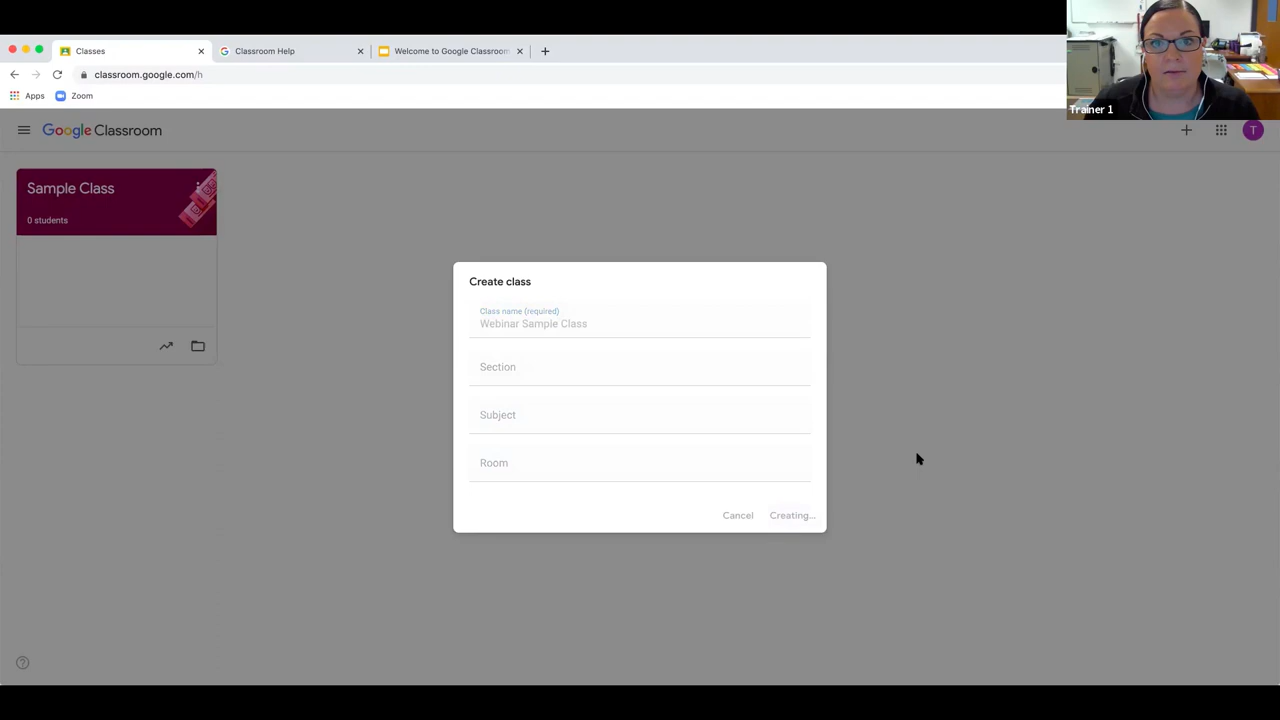 Classes
Classroom Help
Welcome to Google Classroom
classroom.google.com/h
Apps
Zoom
Trainer 1
Google Classroom
T
Sample Class
0 students
Create class
Class name (required)
Webinar Sample Class
Section
Subject
Room
Cancel
Creating...